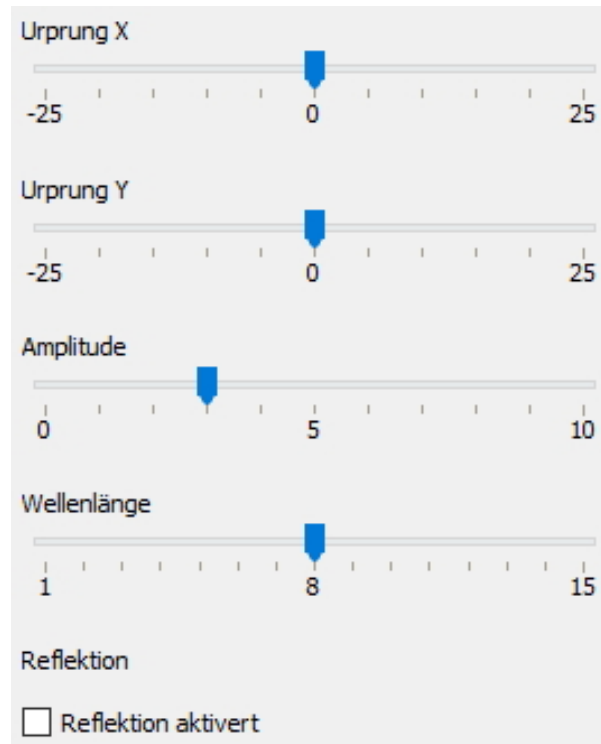 Urprung X
-25 0 25
Urprung Y
-25 0 25
Amplitude
0 5 10
Wellenlänge
1 8 15
Reflektion
Reflektion aktivert